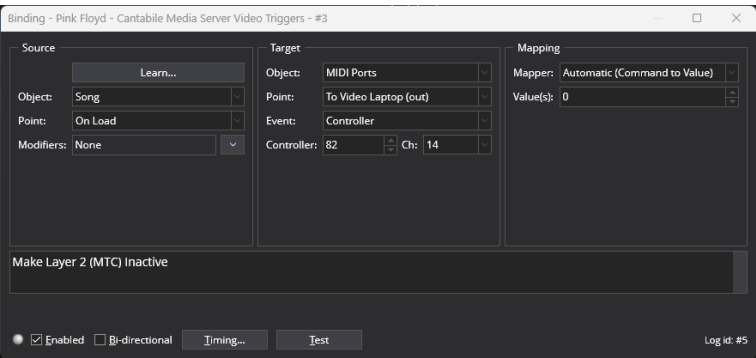 Binding - Pink Floyd - Cantabile Media Server Video Triggers - #3
Source
Learn...
Object: Song
Point: On Load
Modifiers: None
Target
Object: MIDI Ports
Point: To Video Laptop (out)
Event: Controller
Controller: 82 Ch: 14
Mapping
Mapper: Automatic (Command to Value)
Value(s): 0
Make Layer 2 (MTC) Inactive
Enabled Bi-directional Timing... Test Log id: #5